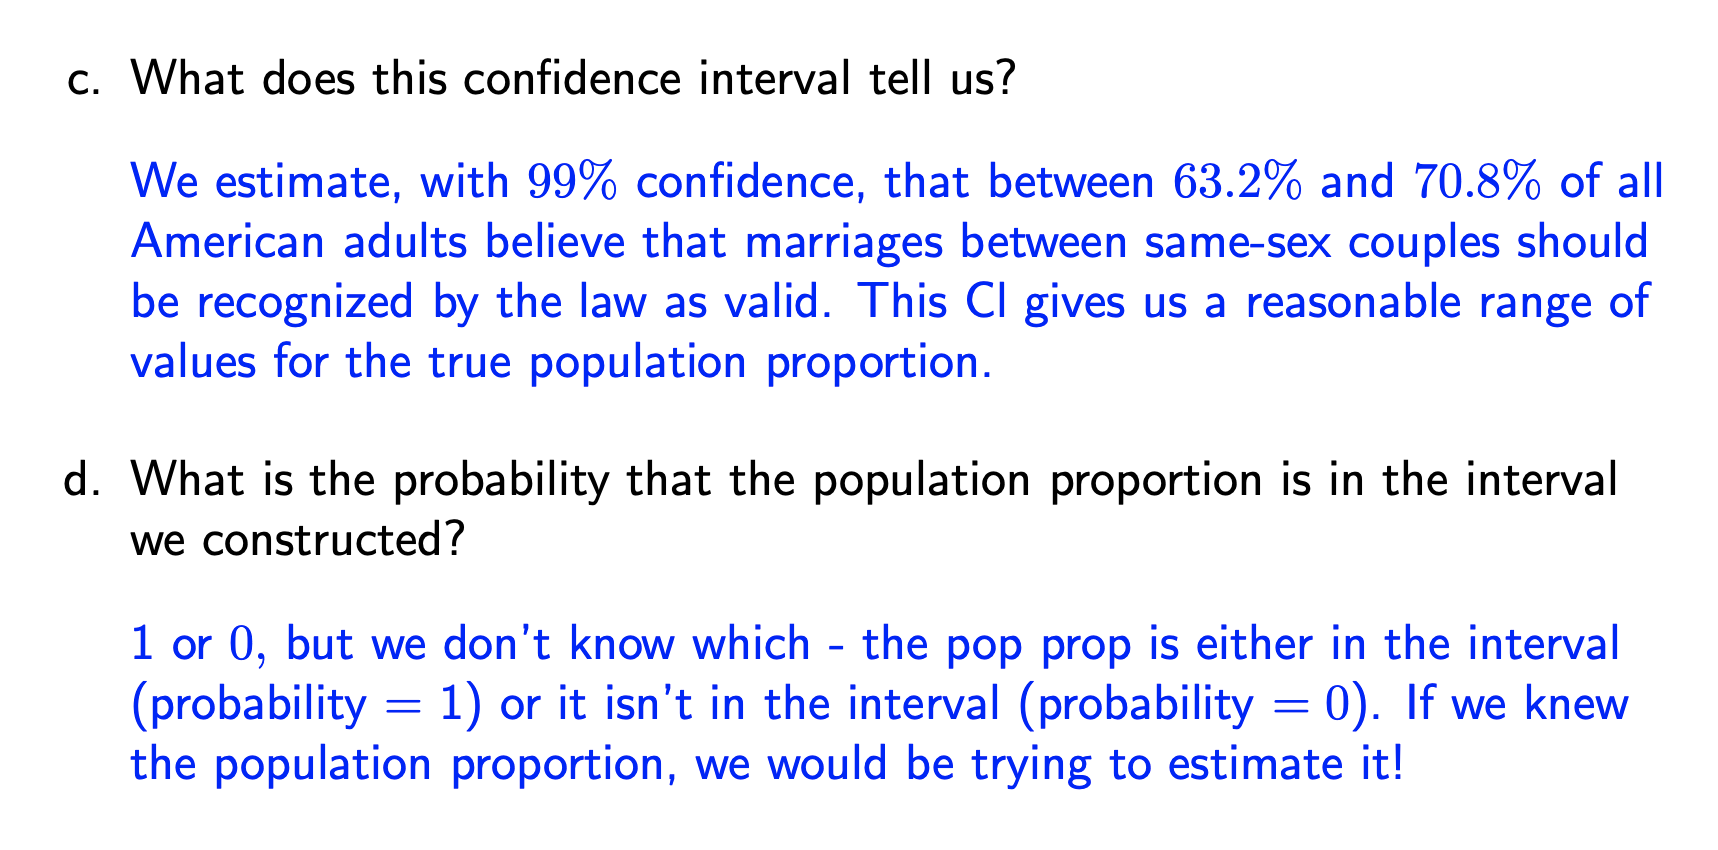 c. What does this confidence interval tell us?
We estimate, with 99% confidence, that between 63.2% and 70.8% of all
American adults believe that marriages between same-sex couples should
be recognized by the law as valid. This CI gives us a reasonable range of
values for the true population proportion.
d. What is the probability that the population proportion is in the interval
we constructed?
1 or 0, but we don't know which - the pop prop is either in the interval
(probability = 1) or it isn't in the interval (probability = 0). If we knew
the population proportion, we would be trying to estimate it!